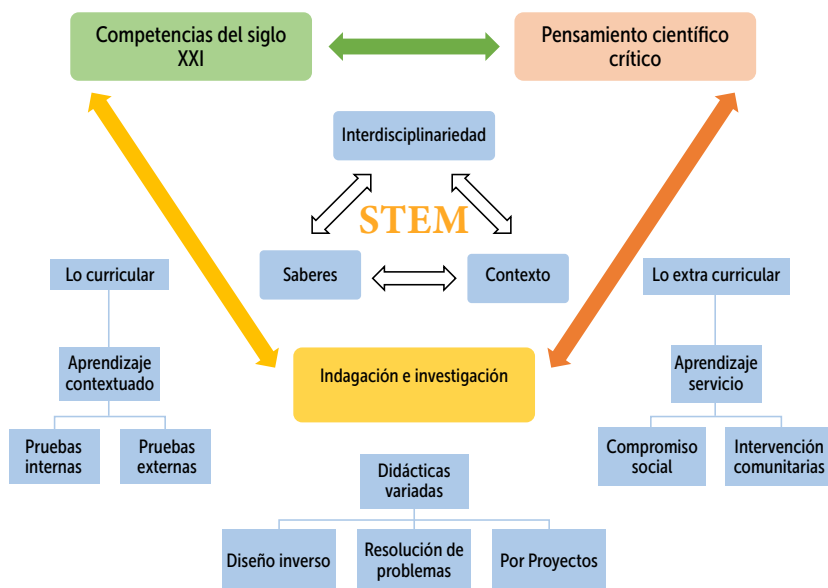 Competencias del siglo
XXI
Pensamiento científico
crítico
Interdisciplinariedad
STEM
Saberes
Contexto
Lo curricular
Lo extra curricular
Aprendizaje
contextuado
Indagación e investigación
Aprendizaje
servicio
Pruebas
internas
Pruebas
externas
Compromiso
social
Intervención
comunitarias
Didácticas
variadas
Diseño inverso
Resolución de
problemas
Por Proyectos